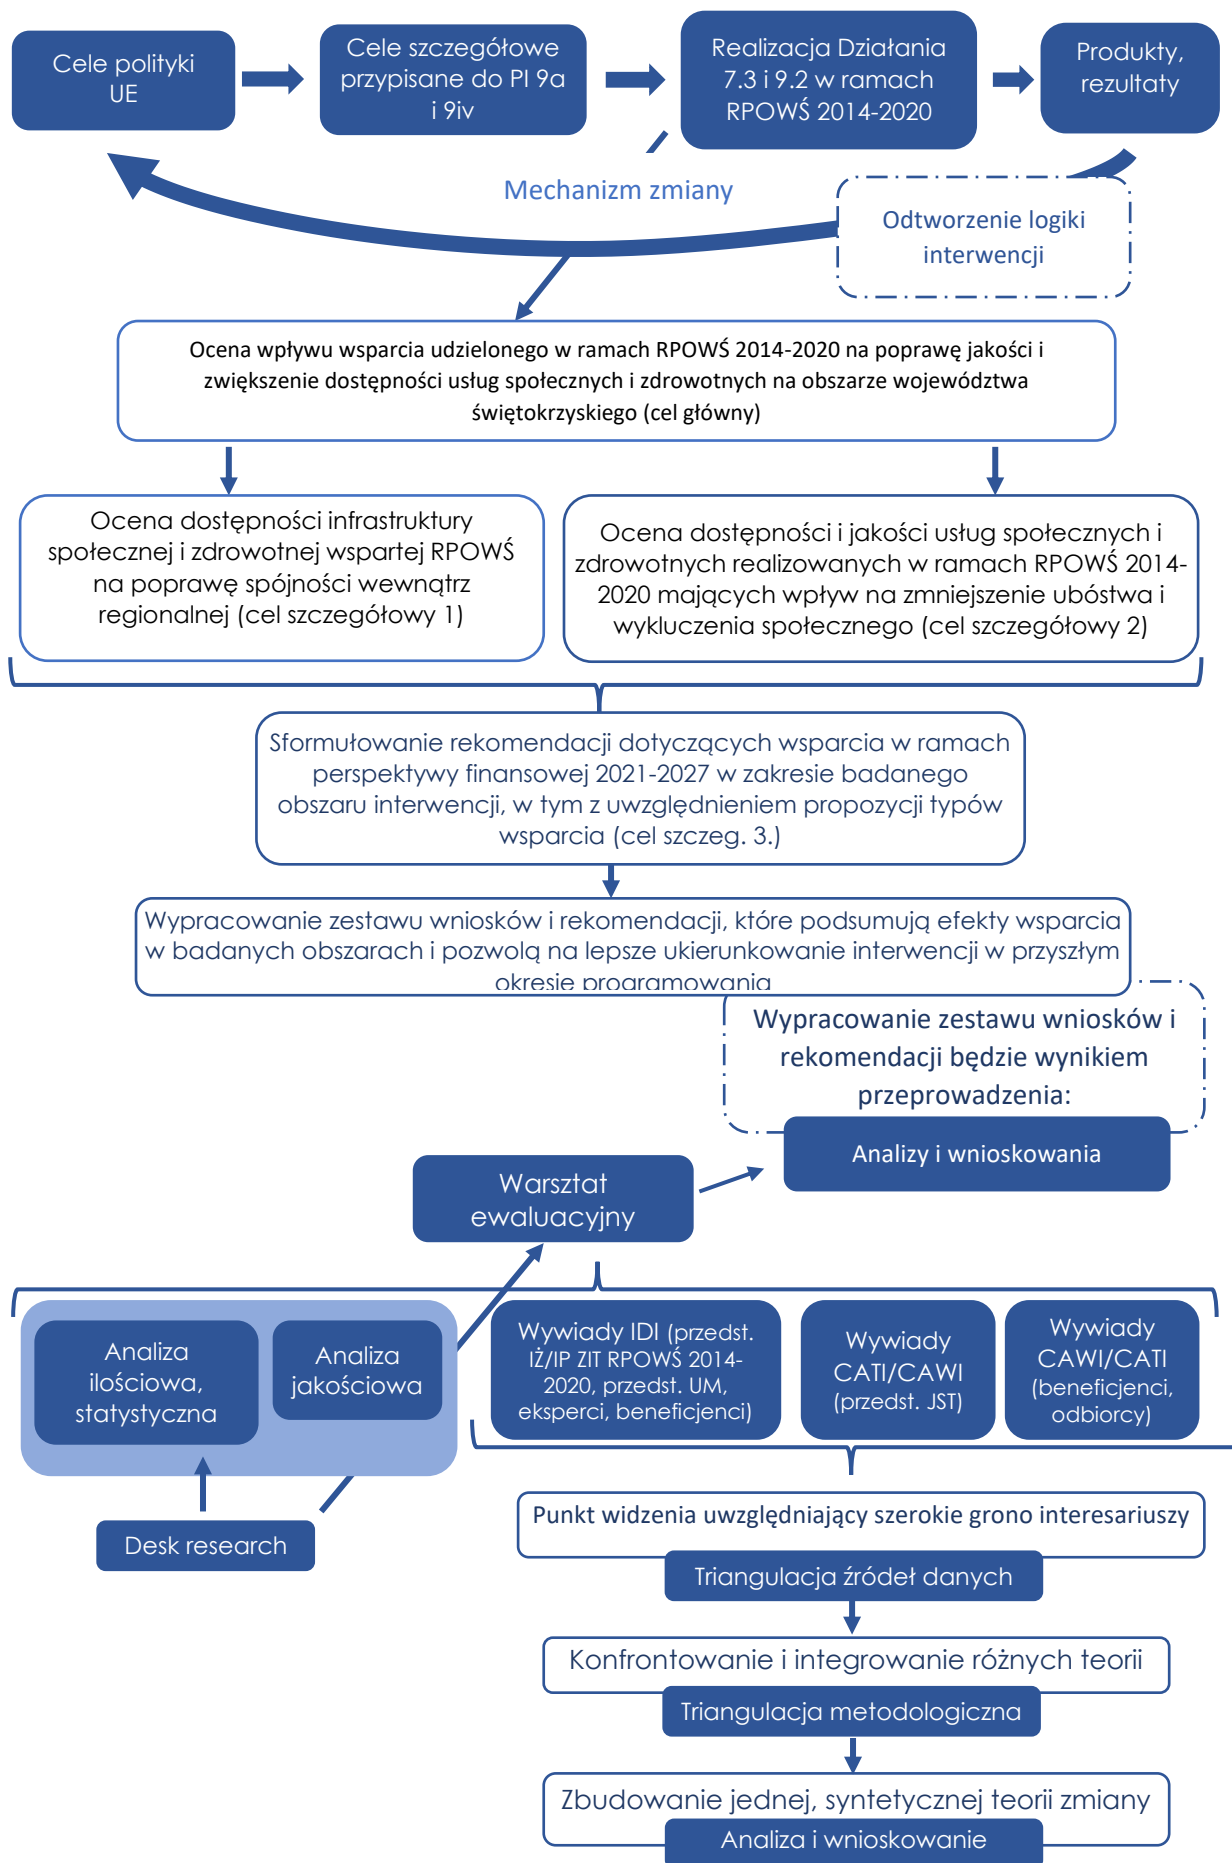 Cele polityki
UE
Cele szczegółowe
przypisane do PI 9a
i 9iv
Realizacja Działania
7.3 i 9.2 w ramach
RPOWŚ 2014-2020
Produkty,
rezultaty
Mechanizm zmiany
Odtworzenie logiki
interwencji
Ocena wpływu wsparcia udzielonego w ramach RPOWŚ 2014-2020 na poprawę jakości i
zwiększenie dostępności usług społecznych i zdrowotnych na obszarze województwa
świętokrzyskiego (cel główny)
Ocena dostępności infrastruktury
społecznej i zdrowotnej wspartej RPOWŚ
na poprawę spójności wewnątrz
regionalnej (cel szczegółowy 1)
Ocena dostępności i jakości usług społecznych i
zdrowotnych realizowanych w ramach RPOWŚ 2014-
2020 mających wpływ na zmniejszenie ubóstwa i
wykluczenia społecznego (cel szczegółowy 2)
Sformułowanie rekomendacji dotyczących wsparcia w ramach
perspektywy finansowej 2021-2027 w zakresie badanego
obszaru interwencji, w tym z uwzględnieniem propozycji typów
wsparcia (cel szczeg. 3.)
Wypracowanie zestawu wniosków i rekomendacji, które podsumują efekty wsparcia
w badanych obszarach i pozwolą na lepsze ukierunkowanie interwencji w przyszłym
okresie programowania
Wypracowanie zestawu wniosków i
rekomendacji będzie wynikiem
przeprowadzenia:
Analizy i wnioskowania
Warsztat
ewaluacyjny
Analiza
ilościowa,
statystyczna
Analiza
jakościowa
Wywiady IDI (przedst.
IŻ/IP ZIT RPOWŚ 2014-
2020, przedst. UM,
eksperci, beneficjenci)
Wywiady
CATI/CAWI
(przedst. JST)
Wywiady
CAWI/CATI
(beneficjenci,
odbiorcy)
Desk research
Punkt widzenia uwzględniający szerokie grono interesariuszy
Triangulacja źródeł danych
Konfrontowanie i integrowanie różnych teorii
Triangulacja metodologiczna
Zbudowanie jednej, syntetycznej teorii zmiany
Analiza i wnioskowanie